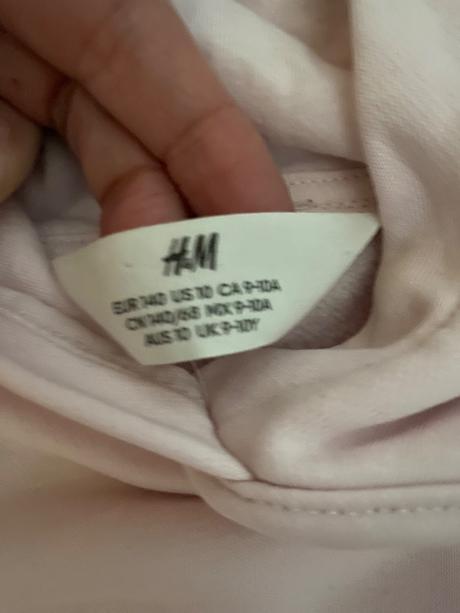 H&M
EUR 140 US 10 CA 9-10A
CN 140/68 MX 9-10A
AUS 10 UK 9-10Y